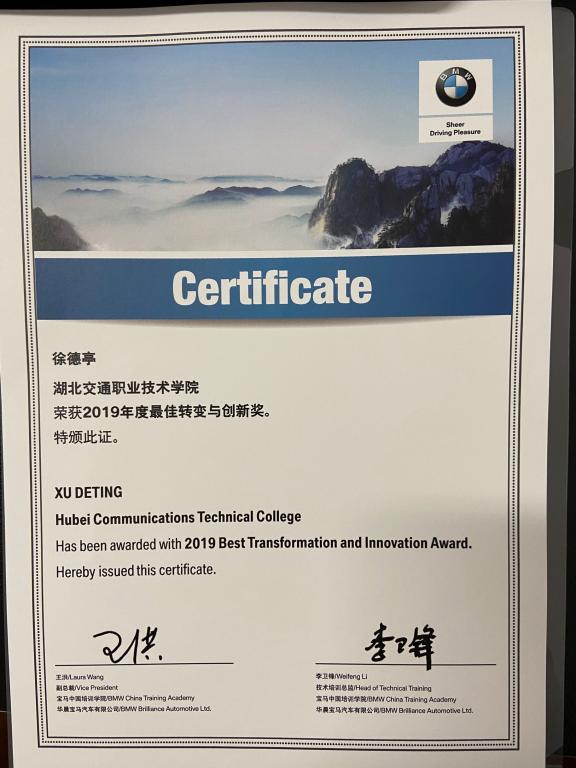 BMW
Sheer
Driving Pleasure
Certificate
徐德亭
湖北交通职业技术学院
荣获2019年度最佳转变与创新奖。
特颁此证。
XU DETING
Hubei Communications Technical College
Has been awarded with 2019 Best Transformation and Innovation Award.
Hereby issued this certificate.
王洪
李卫锋
王洪/Laura Wang
副总裁/Vice President
宝马中国培训学院/BMW China Training Academy
华晨宝马汽车有限公司/BMW Brilliance Automotive Ltd.
李卫锋/Weifeng Li
技术培训总监/Head of Technical Training
宝马中国培训学院/BMW China Training Academy
华晨宝马汽车有限公司/BMW Brilliance Automotive Ltd.